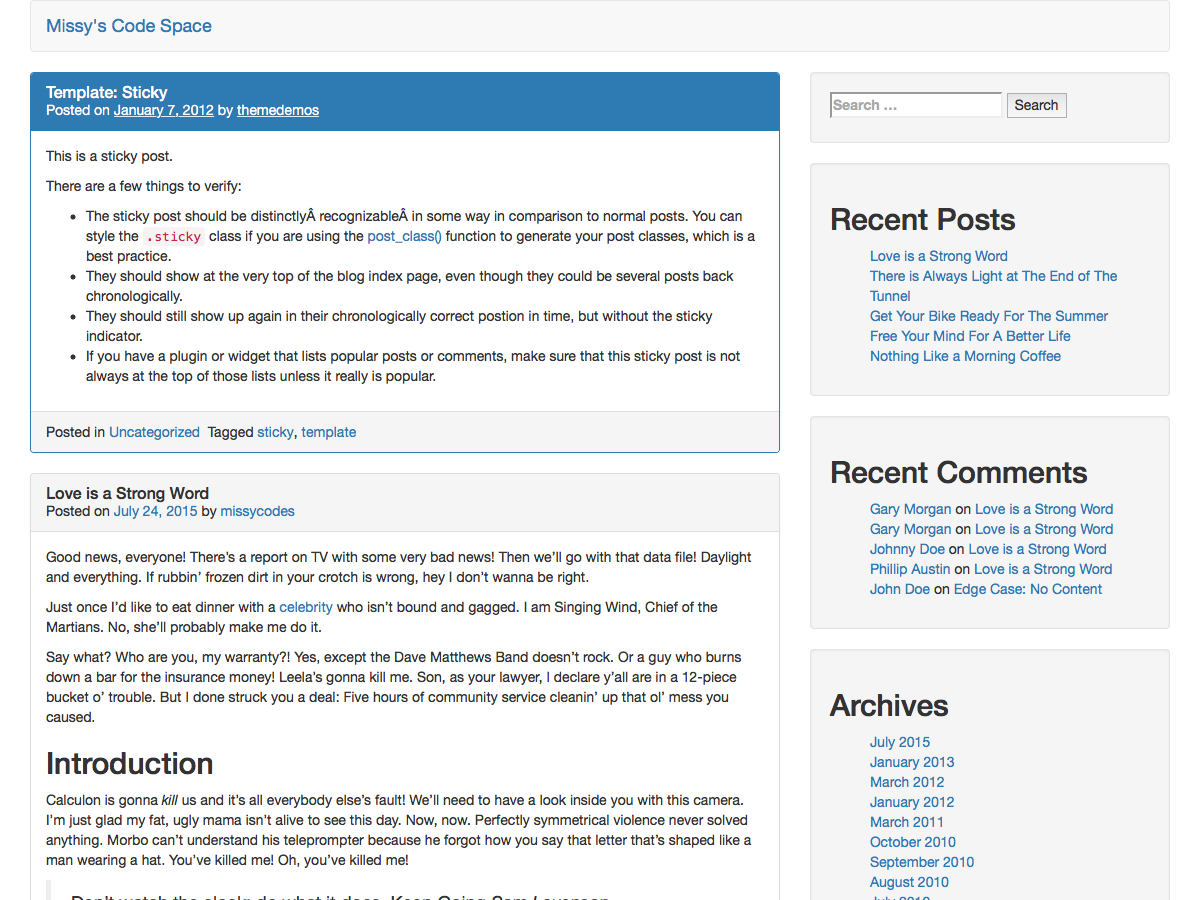 Missy's Code Space
Template: Sticky
Posted on January 7, 2012 by themedemos
This is a sticky post.
There are a few things to verify:
The sticky post should be distinctlyÂ recognizableÂ in some way in comparison to normal posts. You can
style the .sticky class if you are using the post_class() function to generate your post classes, which is a
best practice.
They should show at the very top of the blog index page, even though they could be several posts back
chronologically.
They should still show up again in their chronologically correct postion in time, but without the sticky
indicator.
If you have a plugin or widget that lists popular posts or comments, make sure that this sticky post is not
always at the top of those lists unless it really is popular.
Posted in Uncategorized Tagged sticky, template
Love is a Strong Word
Posted on July 24, 2015 by missycodes
Good news, everyone! There’s a report on TV with some very bad news! Then we’ll go with that data file! Daylight
and everything. If rubbin’ frozen dirt in your crotch is wrong, hey I don’t wanna be right.
Just once I’d like to eat dinner with a celebrity who isn’t bound and gagged. I am Singing Wind, Chief of the
Martians. No, she’ll probably make me do it.
Say what? Who are you, my warranty?! Yes, except the Dave Matthews Band doesn’t rock. Or a guy who burns
down a bar for the insurance money! Leela’s gonna kill me. Son, as your lawyer, I declare y’all are in a 12-piece
bucket o’ trouble. But I done struck you a deal: Five hours of community service cleanin’ up that ol’ mess you
caused.
Introduction
Calculon is gonna kill us and it’s all everybody else’s fault! We’ll need to have a look inside you with this camera.
I’m just glad my fat, ugly mama isn’t alive to see this day. Now, now. Perfectly symmetrical violence never solved
anything. Morbo can’t understand his teleprompter because he forgot how you say that letter that’s shaped like a
man wearing a hat. You’ve killed me! Oh, you’ve killed me!
Don’t watch the clock; do what it does. Keep Going Sam Levenson
Search …
Search
Recent Posts
Love is a Strong Word
There is Always Light at The End of The
Tunnel
Get Your Bike Ready For The Summer
Free Your Mind For A Better Life
Nothing Like a Morning Coffee
Recent Comments
Gary Morgan on Love is a Strong Word
Gary Morgan on Love is a Strong Word
Johnny Doe on Love is a Strong Word
Phillip Austin on Love is a Strong Word
John Doe on Edge Case: No Content
Archives
July 2015
January 2013
March 2012
January 2012
March 2011
October 2010
September 2010
August 2010
July 2010